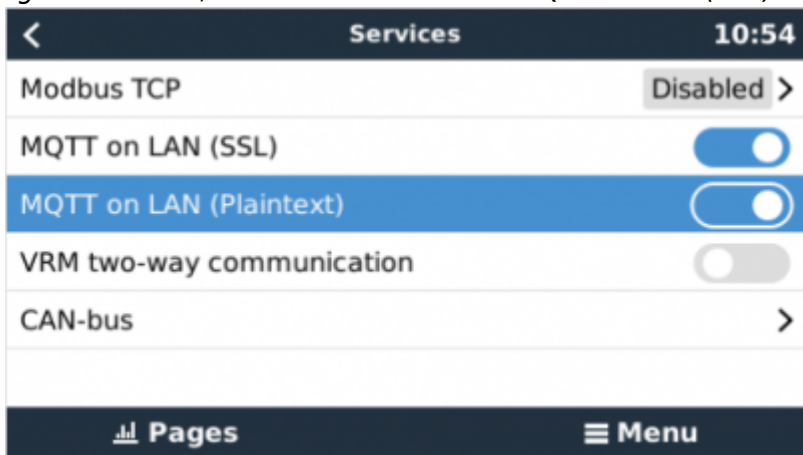 Services 10:54
Modbus TCP Disabled
MQTT on LAN (SSL)
MQTT on LAN (Plaintext)
VRM two-way communication
CAN-bus
Pages Menu